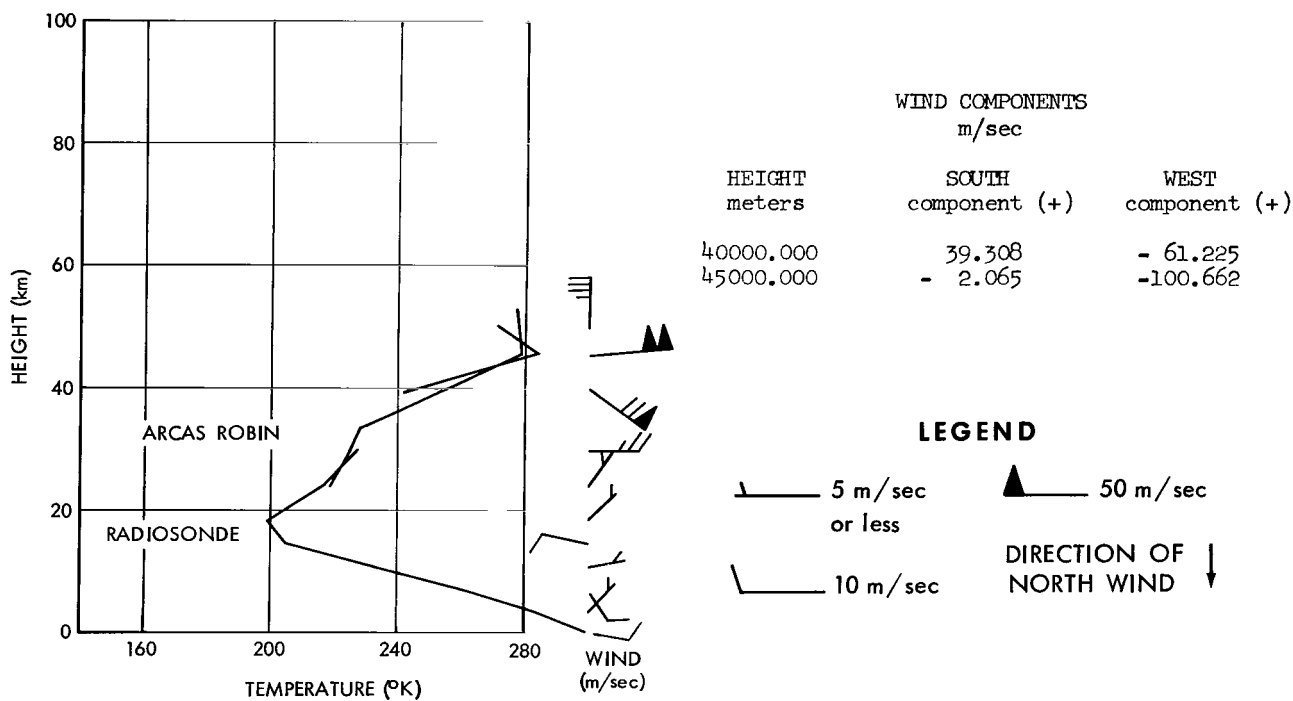 100
80
60
40
20
0
HEIGHT (km)
ARCAS ROBIN
RADIOSONDE
160 200 240 280
TEMPERATURE (°K)
WIND
(m/sec)
WIND COMPONENTS
m/sec
HEIGHT SOUTH WEST
meters component (+) component (+)
40000.000 39.308 - 61.225
45000.000 - 2.065 -100.662
LEGEND
5 m/sec
or less
50 m/sec
10 m/sec
DIRECTION OF
NORTH WIND